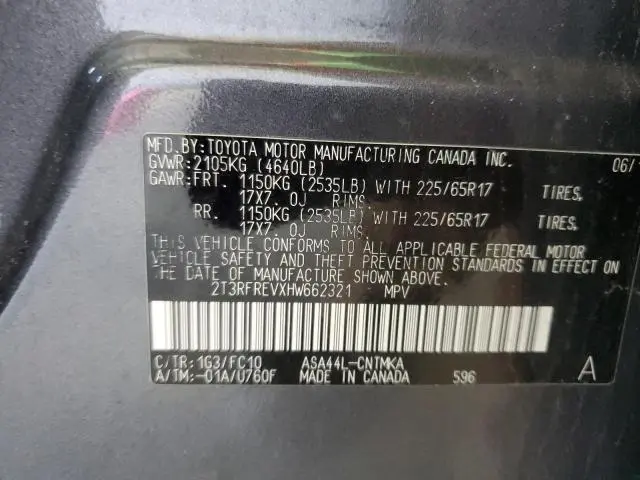 MFD.BY:TOYOTA MOTOR MANUFACTURING CANADA INC. 06/
GVWR:2105KG (4640LB)
GAWR:FRT. 1150KG (2535LB) WITH 225/65R17 TIRES,
17X7. 0J RIMS.
RR. 1150KG (2535LB) WITH 225/65R17 TIRES,
17X7. 0J RIMS.
THIS VEHICLE CONFORMS TO ALL APPLICABLE FEDERAL MOTOR
VEHICLE SAFETY AND THEFT PREVENTION STANDARDS IN EFFECT ON
THE DATE OF MANUFACTURE SHOWN ABOVE.
2T3RFREVXHW662321 MPV
C/TR:1G3/FC10 ASA44L-CNTMKA
A/TM:-01A/U760F MADE IN CANADA 596 A